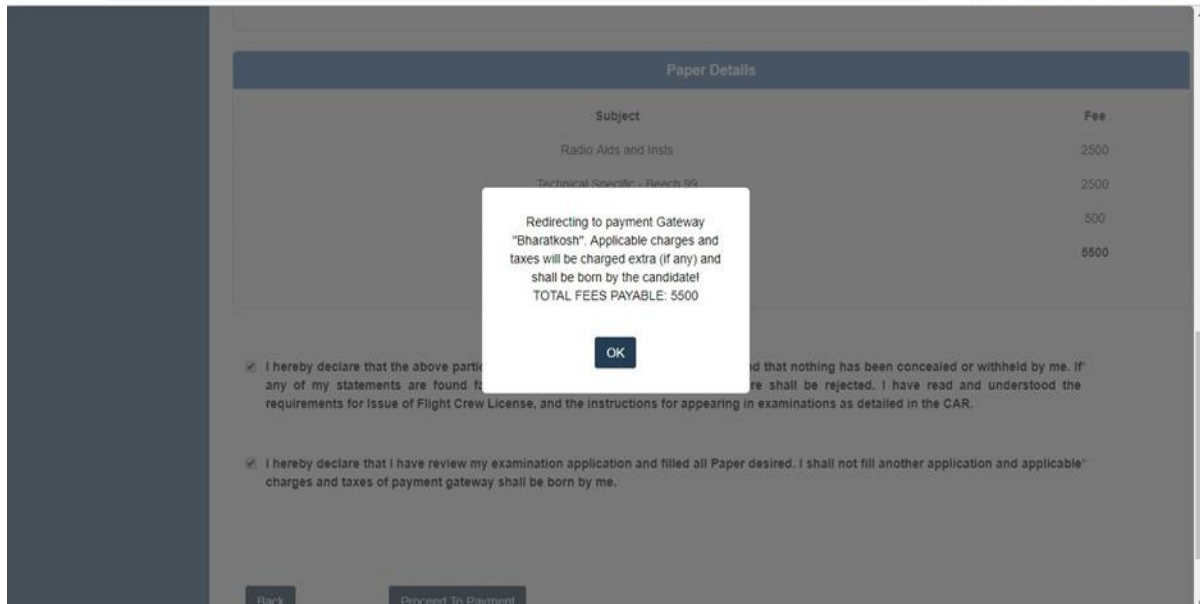 Paper Details
Subject Fee
Radio Aids and Insts 2500
Technical Specific - Beech 99 2500
500
5500
Redirecting to payment Gateway
"Bharatkosh". Applicable charges and
taxes will be charged extra (if any) and
shall be born by the candidate!
TOTAL FEES PAYABLE: 5500
OK
I hereby declare that the above partic d that nothing has been concealed or withheld by me. If*
any of my statements are found fa re shall be rejected. I have read and understood the
requirements for Issue of Flight Crew License, and the instructions for appearing in examinations as detailed in the CAR.
I hereby declare that I have review my examination application and filled all Paper desired. I shall not fill another application and applicable*
charges and taxes of payment gateway shall be born by me.
Back Proceed To Payment